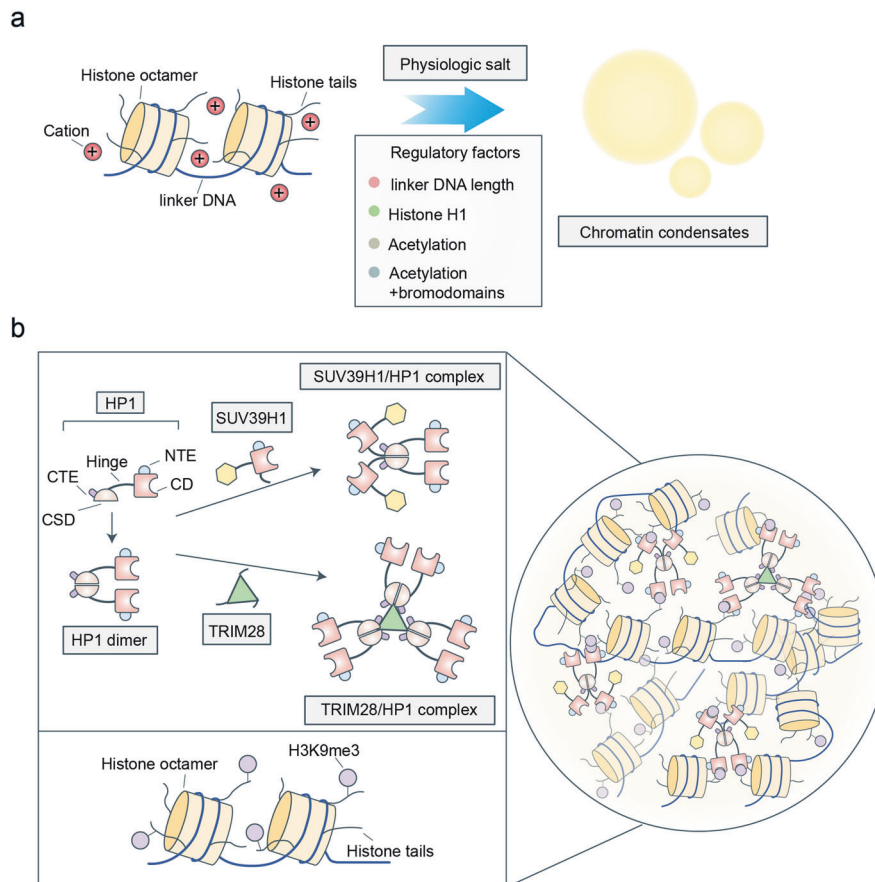 a
Histone octamer
Histone tails
Cation
+
+
+
+
+
linker DNA
Physiologic salt
Regulatory factors
linker DNA length
Histone H1
Acetylation
Acetylation
+bromodomains
Chromatin condensates
b
HP1
SUV39H1
SUV39H1/HP1 complex
CTE
Hinge
NTE
CD
CSD
HP1 dimer
TRIM28
TRIM28/HP1 complex
Histone octamer
H3K9me3
Histone tails